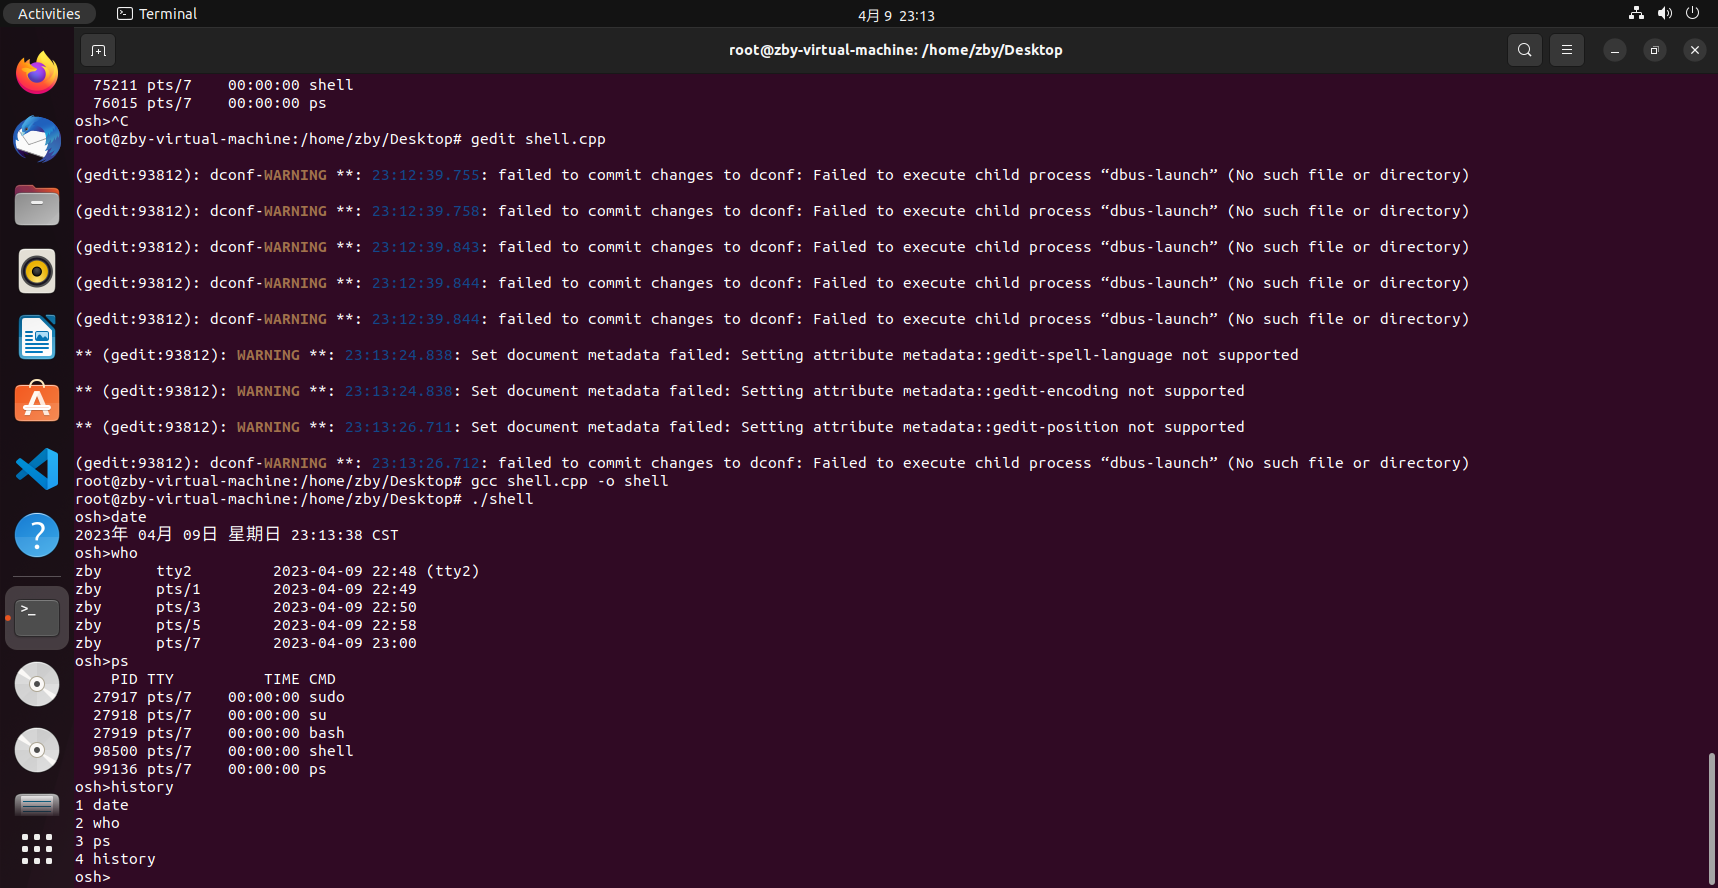 Activities
Terminal
4月 9 23:13
root@zby-virtual-machine: /home/zby/Desktop
75211 pts/7    00:00:00 shell
76015 pts/7    00:00:00 ps
osh>^C
root@zby-virtual-machine:/home/zby/Desktop# gedit shell.cpp
(gedit:93812): dconf-WARNING **: 23:12:39.755: failed to commit changes to dconf: Failed to execute child process “dbus-launch” (No such file or directory)
(gedit:93812): dconf-WARNING **: 23:12:39.758: failed to commit changes to dconf: Failed to execute child process “dbus-launch” (No such file or directory)
(gedit:93812): dconf-WARNING **: 23:12:39.843: failed to commit changes to dconf: Failed to execute child process “dbus-launch” (No such file or directory)
(gedit:93812): dconf-WARNING **: 23:12:39.844: failed to commit changes to dconf: Failed to execute child process “dbus-launch” (No such file or directory)
(gedit:93812): dconf-WARNING **: 23:12:39.844: failed to commit changes to dconf: Failed to execute child process “dbus-launch” (No such file or directory)
** (gedit:93812): WARNING **: 23:13:24.838: Set document metadata failed: Setting attribute metadata::gedit-spell-language not supported
** (gedit:93812): WARNING **: 23:13:24.838: Set document metadata failed: Setting attribute metadata::gedit-encoding not supported
** (gedit:93812): WARNING **: 23:13:26.711: Set document metadata failed: Setting attribute metadata::gedit-position not supported
(gedit:93812): dconf-WARNING **: 23:13:26.712: failed to commit changes to dconf: Failed to execute child process “dbus-launch” (No such file or directory)
root@zby-virtual-machine:/home/zby/Desktop# gcc shell.cpp -o shell
root@zby-virtual-machine:/home/zby/Desktop# ./shell
osh>date
2023年 04月 09日 星期日 23:13:38 CST
osh>who
zby      tty2         2023-04-09 22:48 (tty2)
zby      pts/1        2023-04-09 22:49
zby      pts/3        2023-04-09 22:50
zby      pts/5        2023-04-09 22:58
zby      pts/7        2023-04-09 23:00
osh>ps
    PID TTY          TIME CMD
  27917 pts/7    00:00:00 sudo
  27918 pts/7    00:00:00 su
  27919 pts/7    00:00:00 bash
  98500 pts/7    00:00:00 shell
  99136 pts/7    00:00:00 ps
osh>history
1 date
2 who
3 ps
4 history
osh>